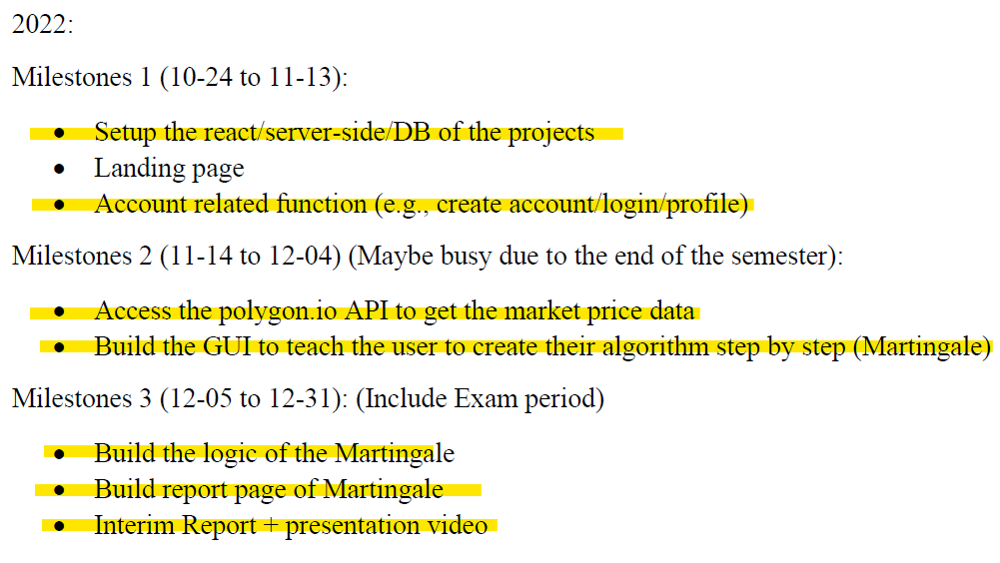 2022:
Milestones 1 (10-24 to 11-13):
• Setup the react/server-side/DB of the projects
• Landing page
• Account related function (e.g., create account/login/profile)
Milestones 2 (11-14 to 12-04) (Maybe busy due to the end of the semester):
• Access the polygon.io API to get the market price data
• Build the GUI to teach the user to create their algorithm step by step (Martingale)
Milestones 3 (12-05 to 12-31): (Include Exam period)
• Build the logic of the Martingale
• Build report page of Martingale
• Interim Report + presentation video